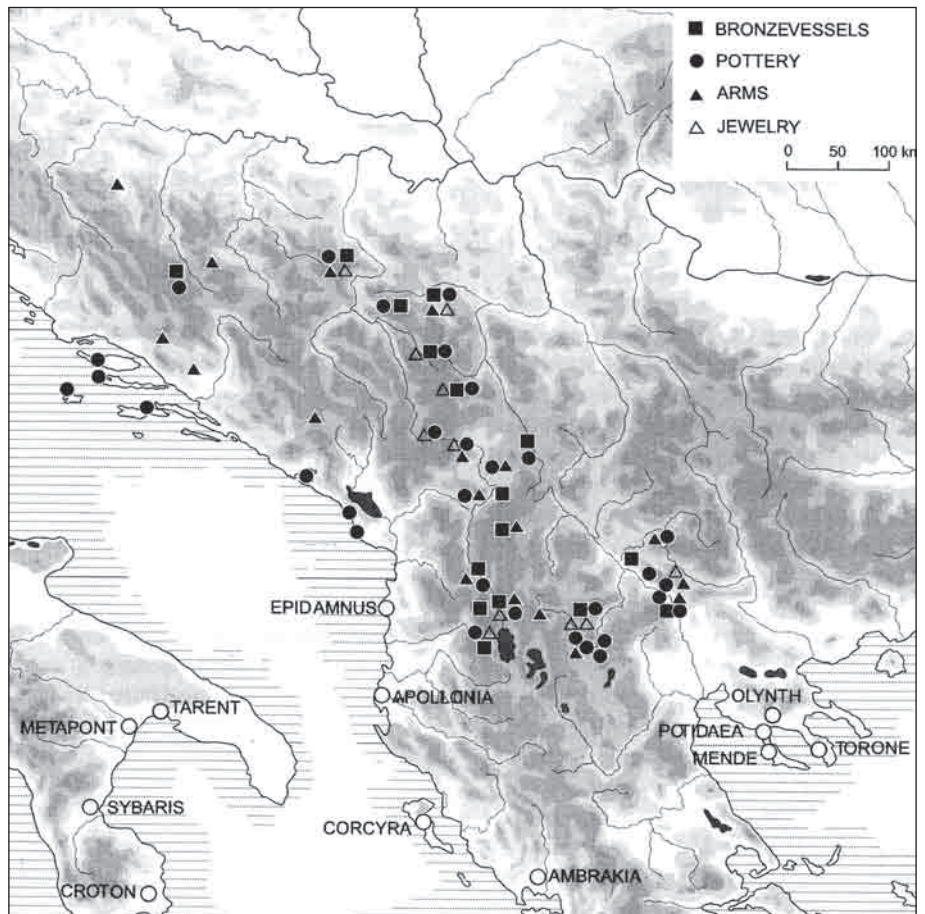 BRONZEVESSELS
POTTERY
ARMS
JEWELRY
0 50 100 km
EPIDAMNUS
APOLLONIA
TARENT
METAPONT
OLYNTH
POTIDAEA
MENDE
TORONE
SYBARIS
CORCYRA
AMBRAKIA
CROTON